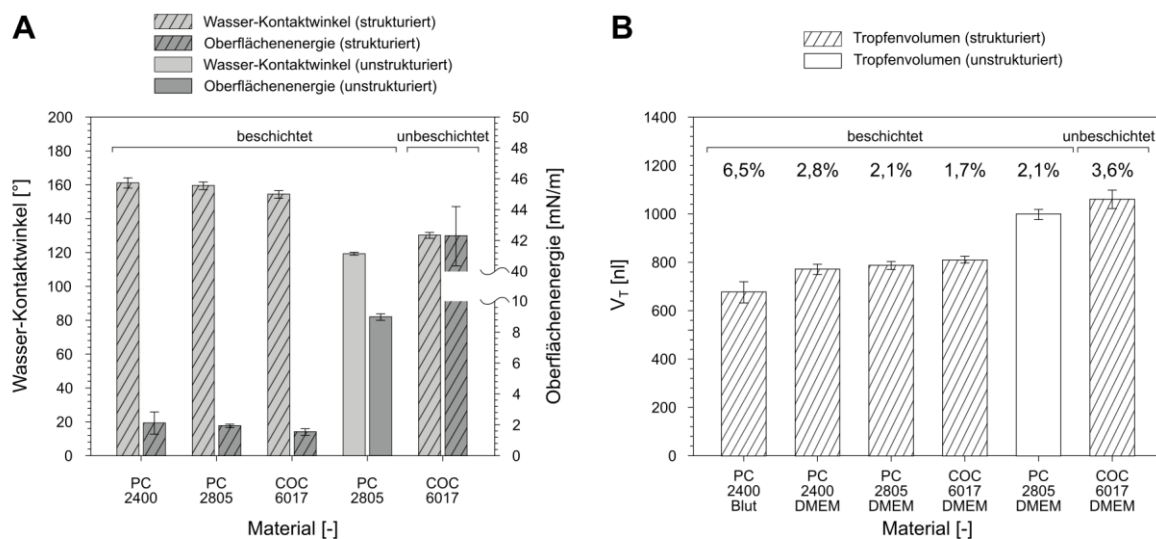 A
Wasser-Kontaktwinkel (strukturiert)
Oberflächenenergie (strukturiert)
Wasser-Kontaktwinkel (unstrukturiert)
Oberflächenenergie (unstrukturiert)
beschichtet
unbeschichtet
Wasser-Kontaktwinkel [°]
200
180
160
140
120
100
80
60
40
20
0
50
48
46
44
42
40
10
8
6
4
2
0
Oberflächenenergie [mN/m]
PC
2400
PC
2805
COC
6017
PC
2805
COC
6017
Material [-]
B
Tropfenvolumen (strukturiert)
Tropfenvolumen (unstrukturiert)
beschichtet
unbeschichtet
6,5%
2,8%
2,1%
1,7%
2,1%
3,6%
V_T [nl]
1400
1200
1000
800
600
400
200
0
PC
2400
Blut
PC
2400
DMEM
PC
2805
DMEM
COC
6017
DMEM
PC
2805
DMEM
COC
6017
DMEM
Material [-]